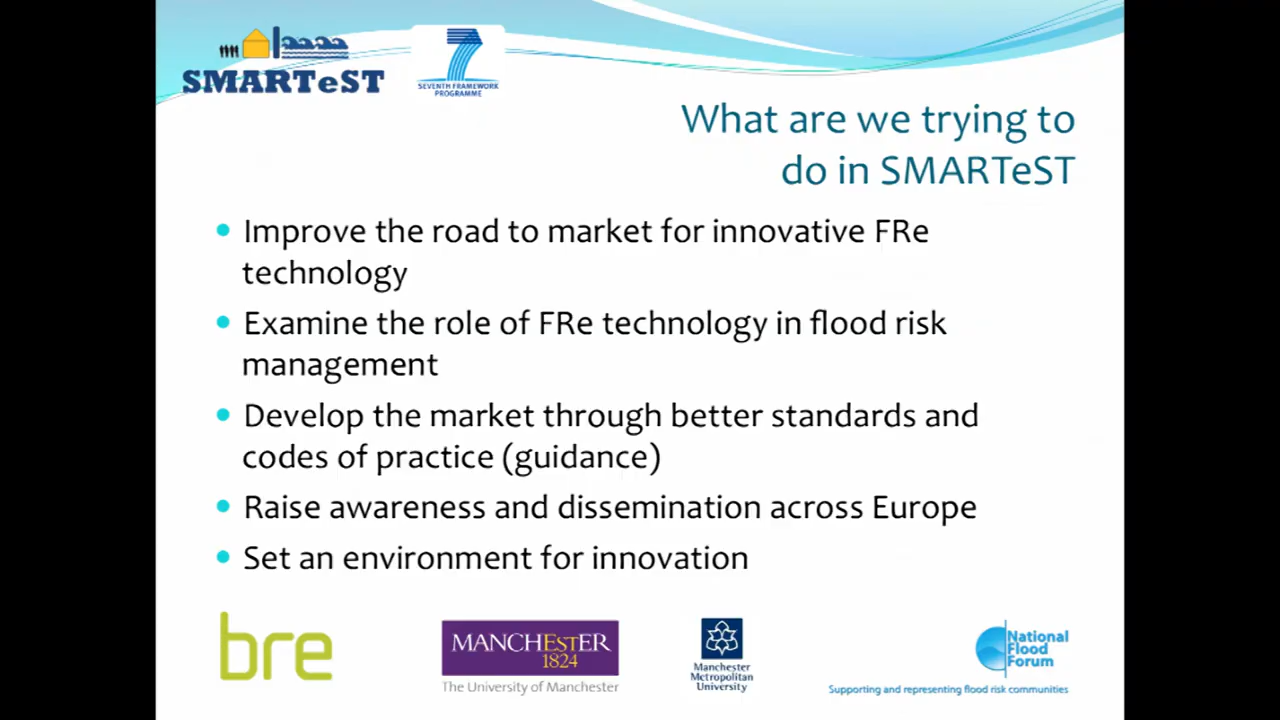 SMARTeST
7
SEVENTH FRAMEWORK
PROGRAMME
What are we trying to
do in SMARTeST
Improve the road to market for innovative FRe
technology
Examine the role of FRe technology in flood risk
management
Develop the market through better standards and
codes of practice (guidance)
Raise awareness and dissemination across Europe
Set an environment for innovation
bre
MANCHESTER
1824
The University of Manchester
Manchester
Metropolitan
University
National
Flood
Forum
Supporting and representing flood risk communities